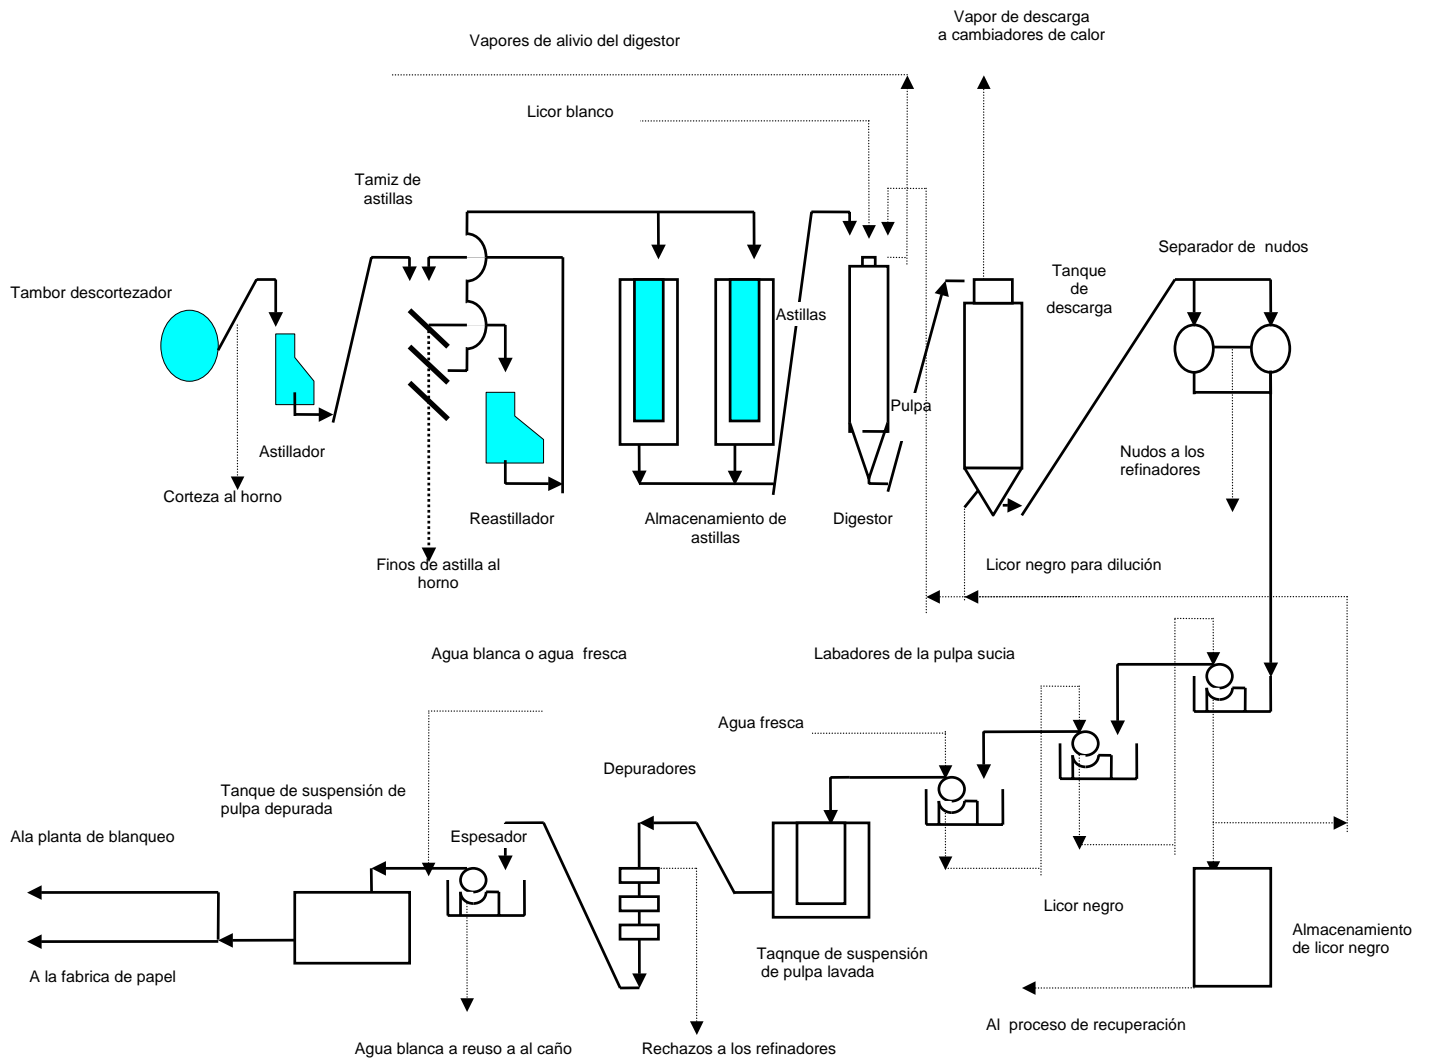 Vapor de descarga
a cambiadores de calor
Vapores de alivio del digestor
Licor blanco
Tamiz de
astillas
Separador de nudos
Tanque
de
descarga
Tambor descortezador
Astillas
Pulpa
Astillador
Nudos a los
refinadores
Corteza al horno
Reastillador
Almacenamiento de
astillas
Digestor
Finos de astilla al
horno
Licor negro para dilución
Agua blanca o agua fresca
Labadores de la pulpa sucia
Agua fresca
Depuradores
Tanque de suspensión de
pulpa depurada
Ala planta de blanqueo
Espesador
Licor negro
Almacenamiento
de licor negro
Taqnque de suspensión
de pulpa lavada
A la fabrica de papel
Al proceso de recuperación
Agua blanca a reuso a al caño
Rechazos a los refinadores